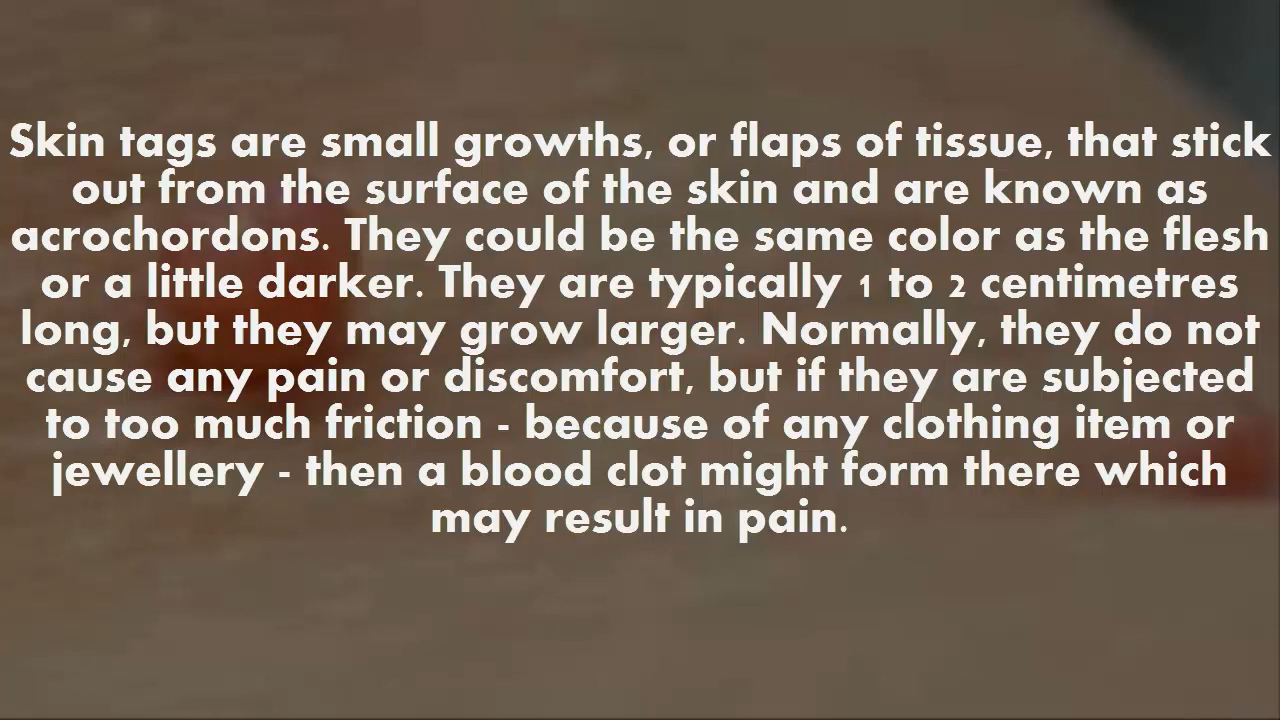 Skin tags are small growths, or flaps of tissue, that stick
out from the surface of the skin and are known as
acrochordons. They could be the same color as the flesh
or a little darker. They are typically 1 to 2 centimetres
long, but they may grow larger. Normally, they do not
cause any pain or discomfort, but if they are subjected
to too much friction - because of any clothing item or
jewellery - then a blood clot might form there which
may result in pain.